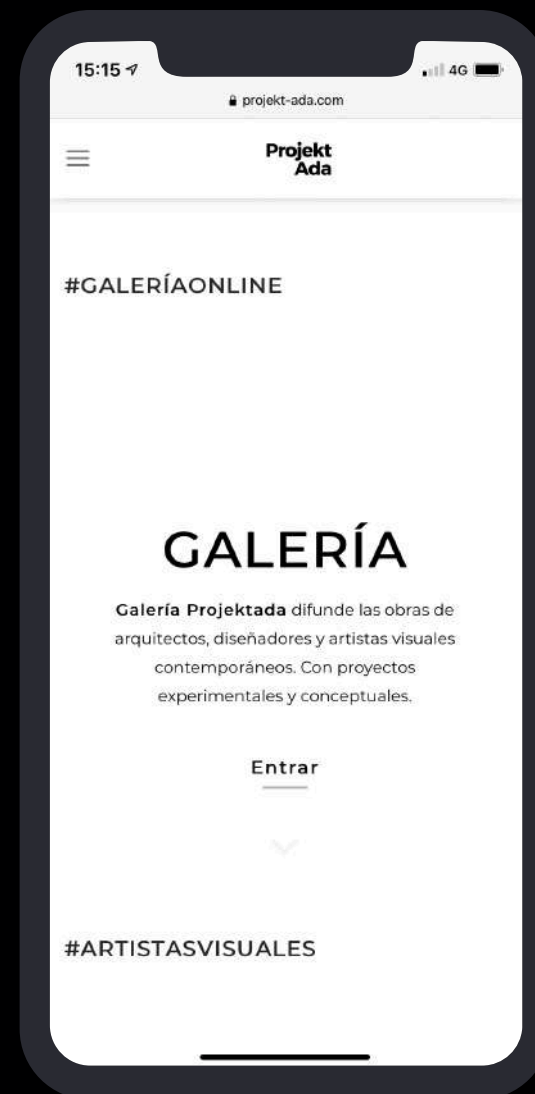 15:15
4G
projekt-ada.com
Projekt
Ada
#GALERÍAONLINE
GALERÍA
Galería Projektada difunde las obras de
arquitectos, diseñadores y artistas visuales
contemporáneos. Con proyectos
experimentales y conceptuales.
Entrar
#ARTISTASVISUALES